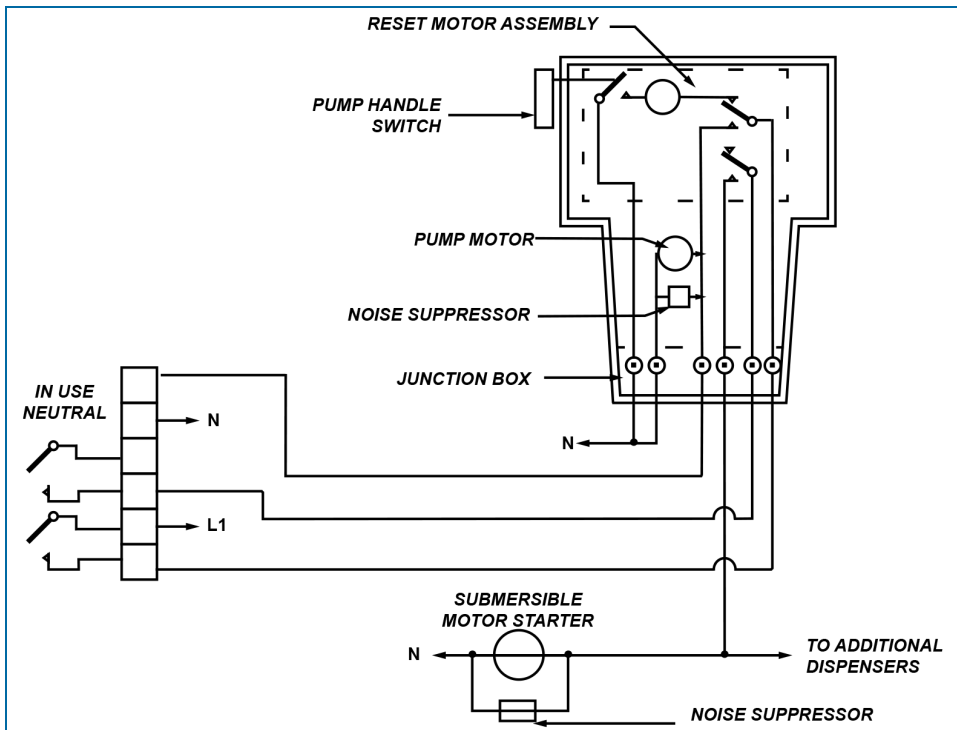 RESET MOTOR ASSEMBLY
PUMP HANDLE
SWITCH
PUMP MOTOR
NOISE SUPPRESSOR
JUNCTION BOX
IN USE
NEUTRAL
N
N
L1
SUBMERSIBLE
MOTOR STARTER
N
TO ADDITIONAL
DISPENSERS
NOISE SUPPRESSOR